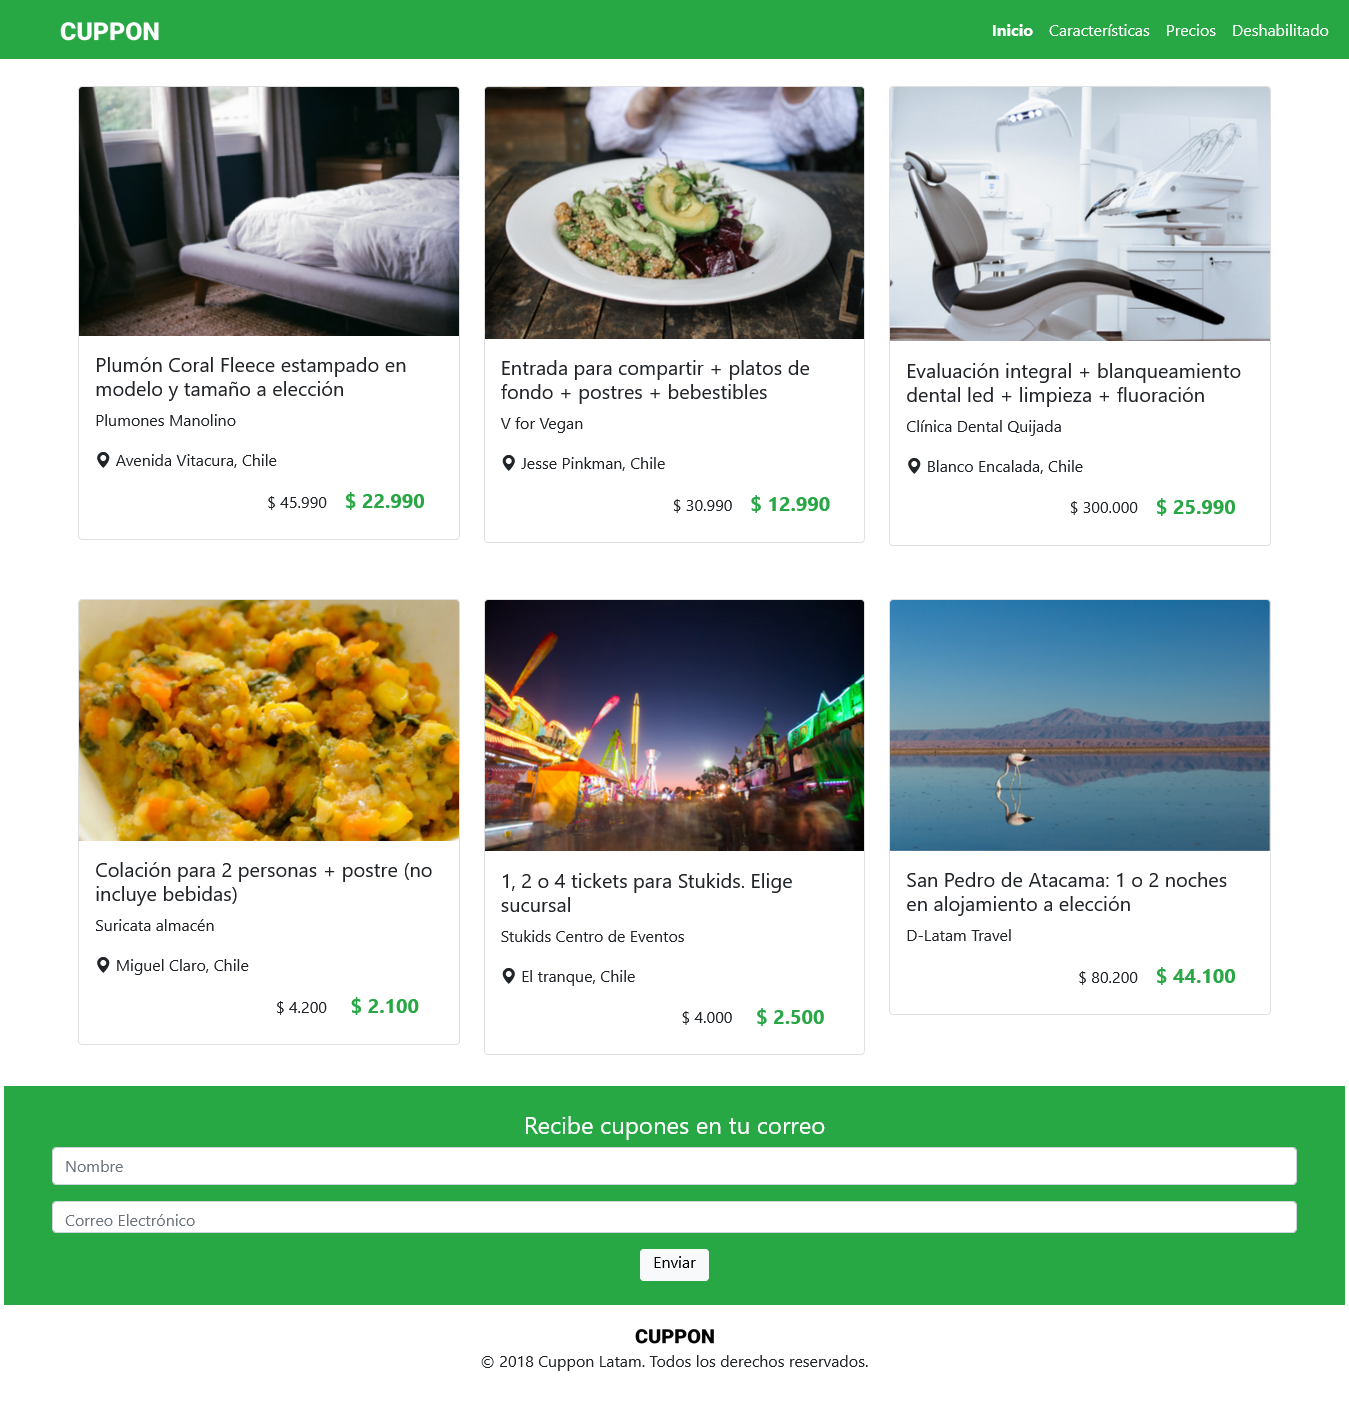 CUPPON
Inicio Características Precios Deshabilitado
Plumón Coral Fleece estampado en
modelo y tamaño a elección
Plumones Manolino
Avenida Vitacura, Chile
$ 45.990 $ 22.990
Entrada para compartir + platos de
fondo + postres + bebestibles
V for Vegan
Jesse Pinkman, Chile
$ 30.990 $ 12.990
Evaluación integral + blanqueamiento
dental led + limpieza + fluoración
Clínica Dental Quijada
Blanco Encalada, Chile
$ 300.000 $ 25.990
Colación para 2 personas + postre (no
incluye bebidas)
Suricata almacén
Miguel Claro, Chile
$ 4.200 $ 2.100
1, 2 o 4 tickets para Stukids. Elige
sucursal
Stukids Centro de Eventos
El tranque, Chile
$ 4.000 $ 2.500
San Pedro de Atacama: 1 o 2 noches
en alojamiento a elección
D-Latam Travel
$ 80.200 $ 44.100
Recibe cupones en tu correo
Nombre
Correo Electrónico
Enviar
CUPPON
© 2018 Cuppon Latam. Todos los derechos reservados.